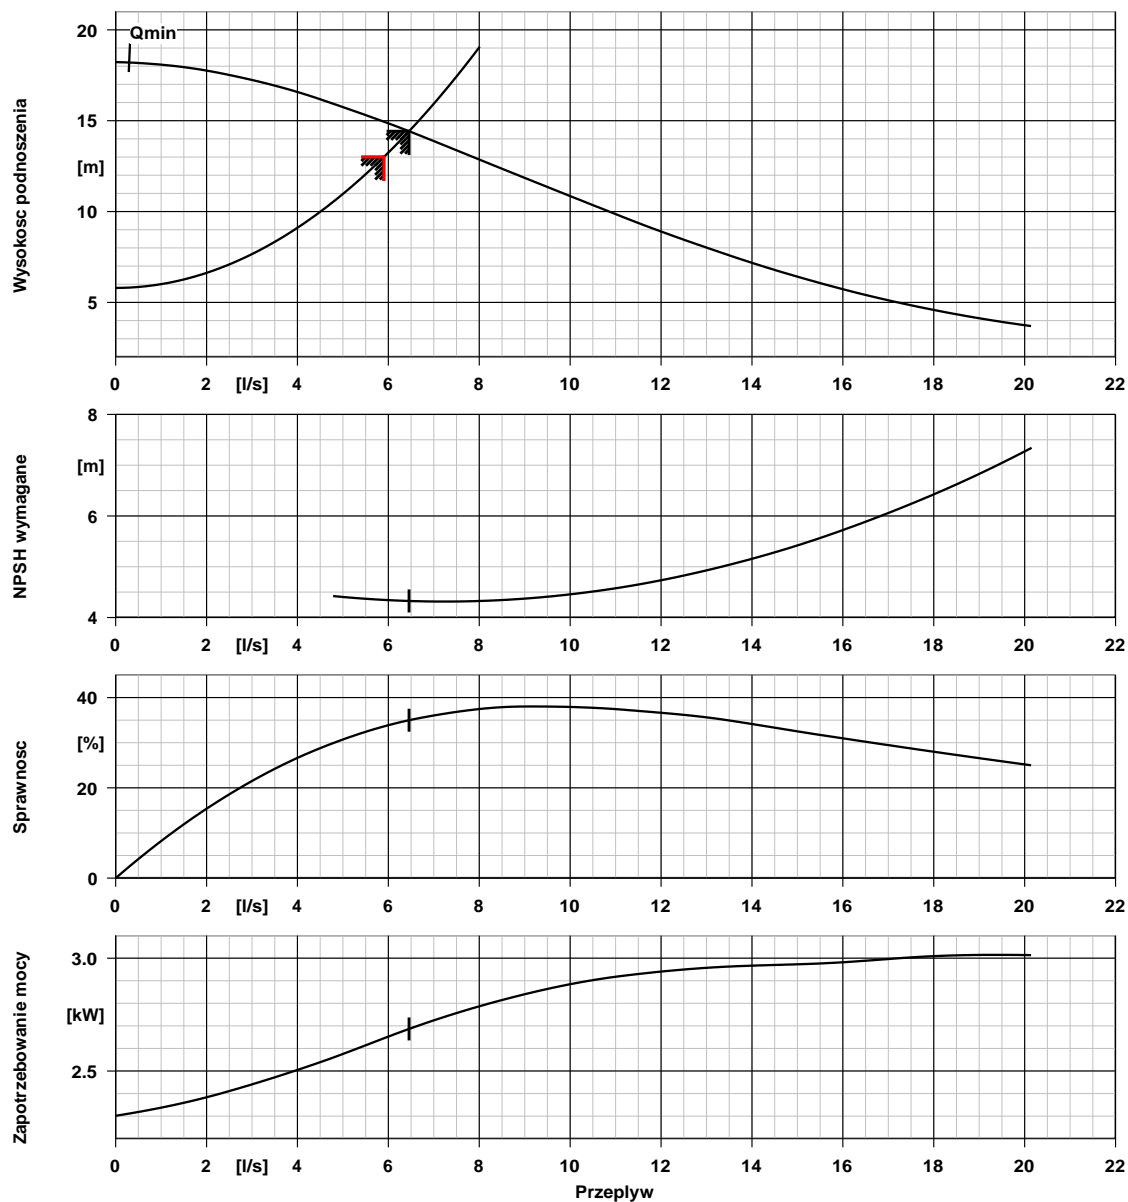 Qmin
20
15
[m]
10
5
Wysokosc podnoszenia
0 2 [l/s] 4 6 8 10 12 14 16 18 20 22
8
[m]
6
4
NPSH wymagane
0 2 [l/s] 4 6 8 10 12 14 16 18 20 22
40
[%]
20
0
Sprawnosc
0 2 [l/s] 4 6 8 10 12 14 16 18 20 22
3.0
[kW]
2.5
Zapotrzebowanie mocy
0 2 [l/s] 4 6 8 10 12 14 16 18 20 22
Przeplyw